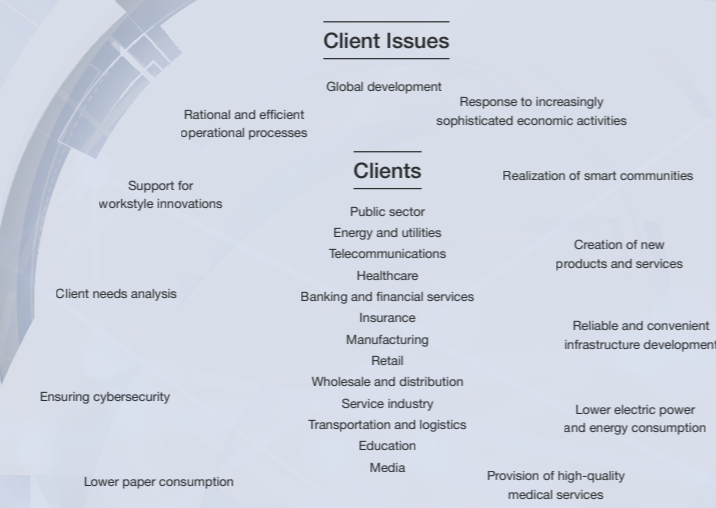 Client Issues
Global development
Rational and efficient
operational processes
Response to increasingly
sophisticated economic activities
Support for
workstyle innovations
Realization of smart communities
Client needs analysis
Creation of new
products and services
Ensuring cybersecurity
Reliable and convenient
infrastructure development
Lower paper consumption
Lower electric power
and energy consumption
Provision of high-quality
medical services
Clients
Public sector
Energy and utilities
Telecommunications
Healthcare
Banking and financial services
Insurance
Manufacturing
Retail
Wholesale and distribution
Service industry
Transportation and logistics
Education
Media